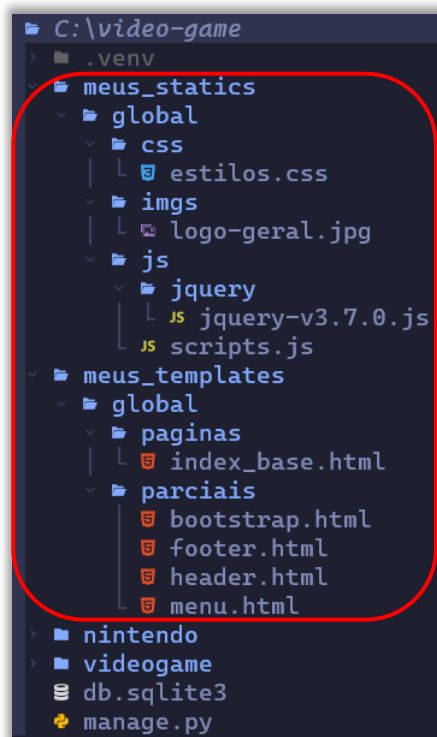 C:\video-game
.venv
meus_statics
global
css
estilos.css
imgs
logo-geral.jpg
js
jquery
JS jquery-v3.7.0.js
JS scripts.js
meus_templates
global
paginas
index_base.html
parciais
bootstrap.html
footer.html
header.html
menu.html
nintendo
videogame
db.sqlite3
manage.py